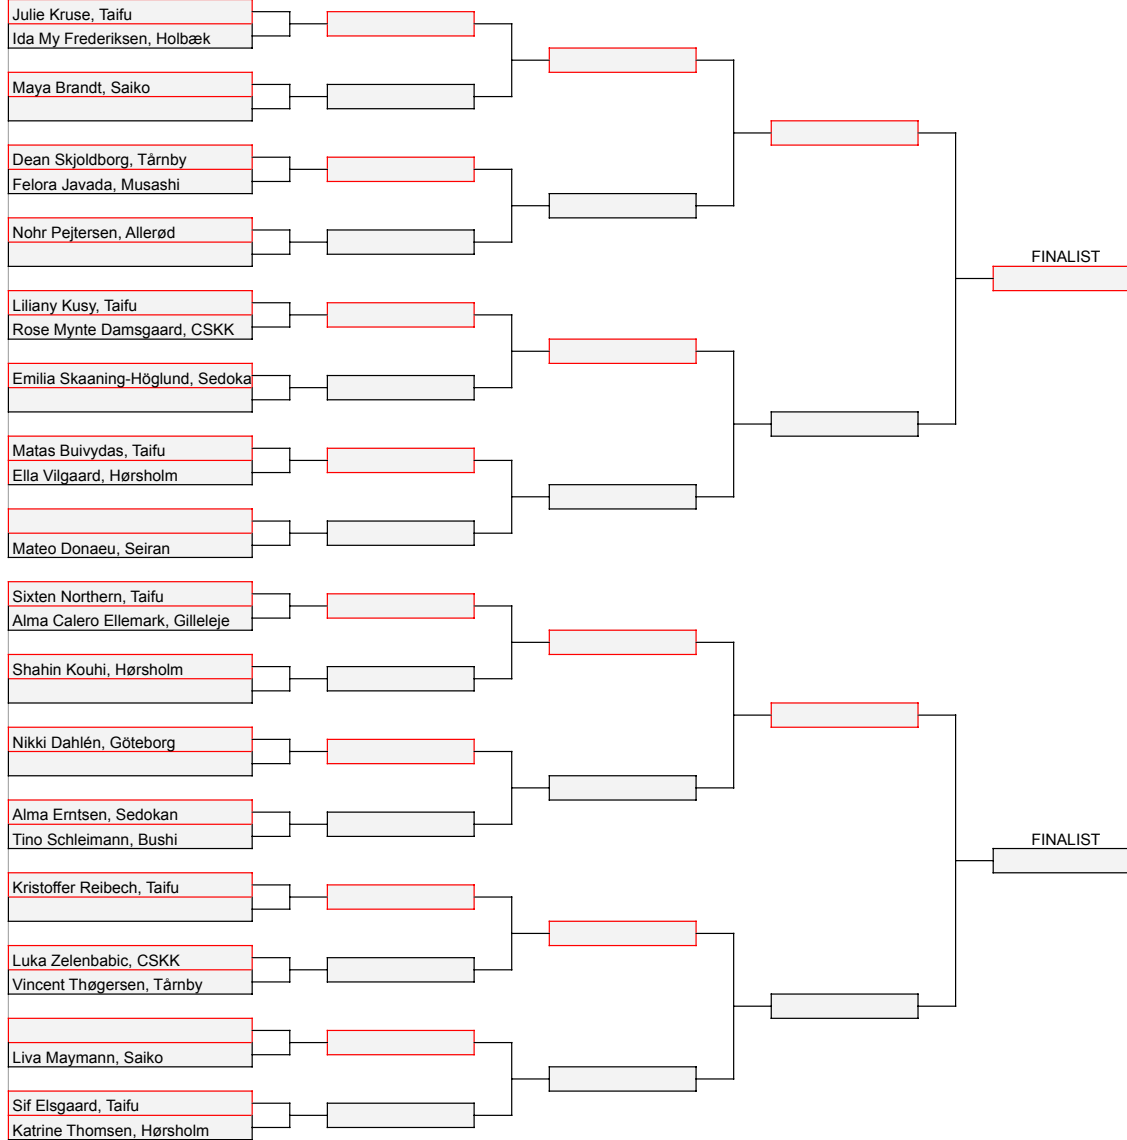 Julie Kruse, Taifu
Ida My Frederiksen, Holbæk
Maya Brandt, Saiko
Dean Skjoldborg, Tårnby
Felora Javada, Musashi
Nohr Pejtersen, Allerød
FINALIST
Liliany Kusy, Taifu
Rose Mynte Damsgaard, CSKK
Emilia Skaaning-Höglund, Sedoka
Matas Buivydas, Taifu
Ella Vilgaard, Hørsholm
Mateo Donaeu, Seiran
Sixten Northern, Taifu
Alma Calero Ellemark, Gilleleje
Shahin Kouhi, Hørsholm
Nikki Dahlén, Göteborg
Alma Erntsen, Sedokan
Tino Schleimann, Bushi
FINALIST
Kristoffer Reibech, Taifu
Luka Zelenbabic, CSKK
Vincent Thøgersen, Tårnby
Liva Maymann, Saiko
Sif Elsgaard, Taifu
Katrine Thomsen, Hørsholm